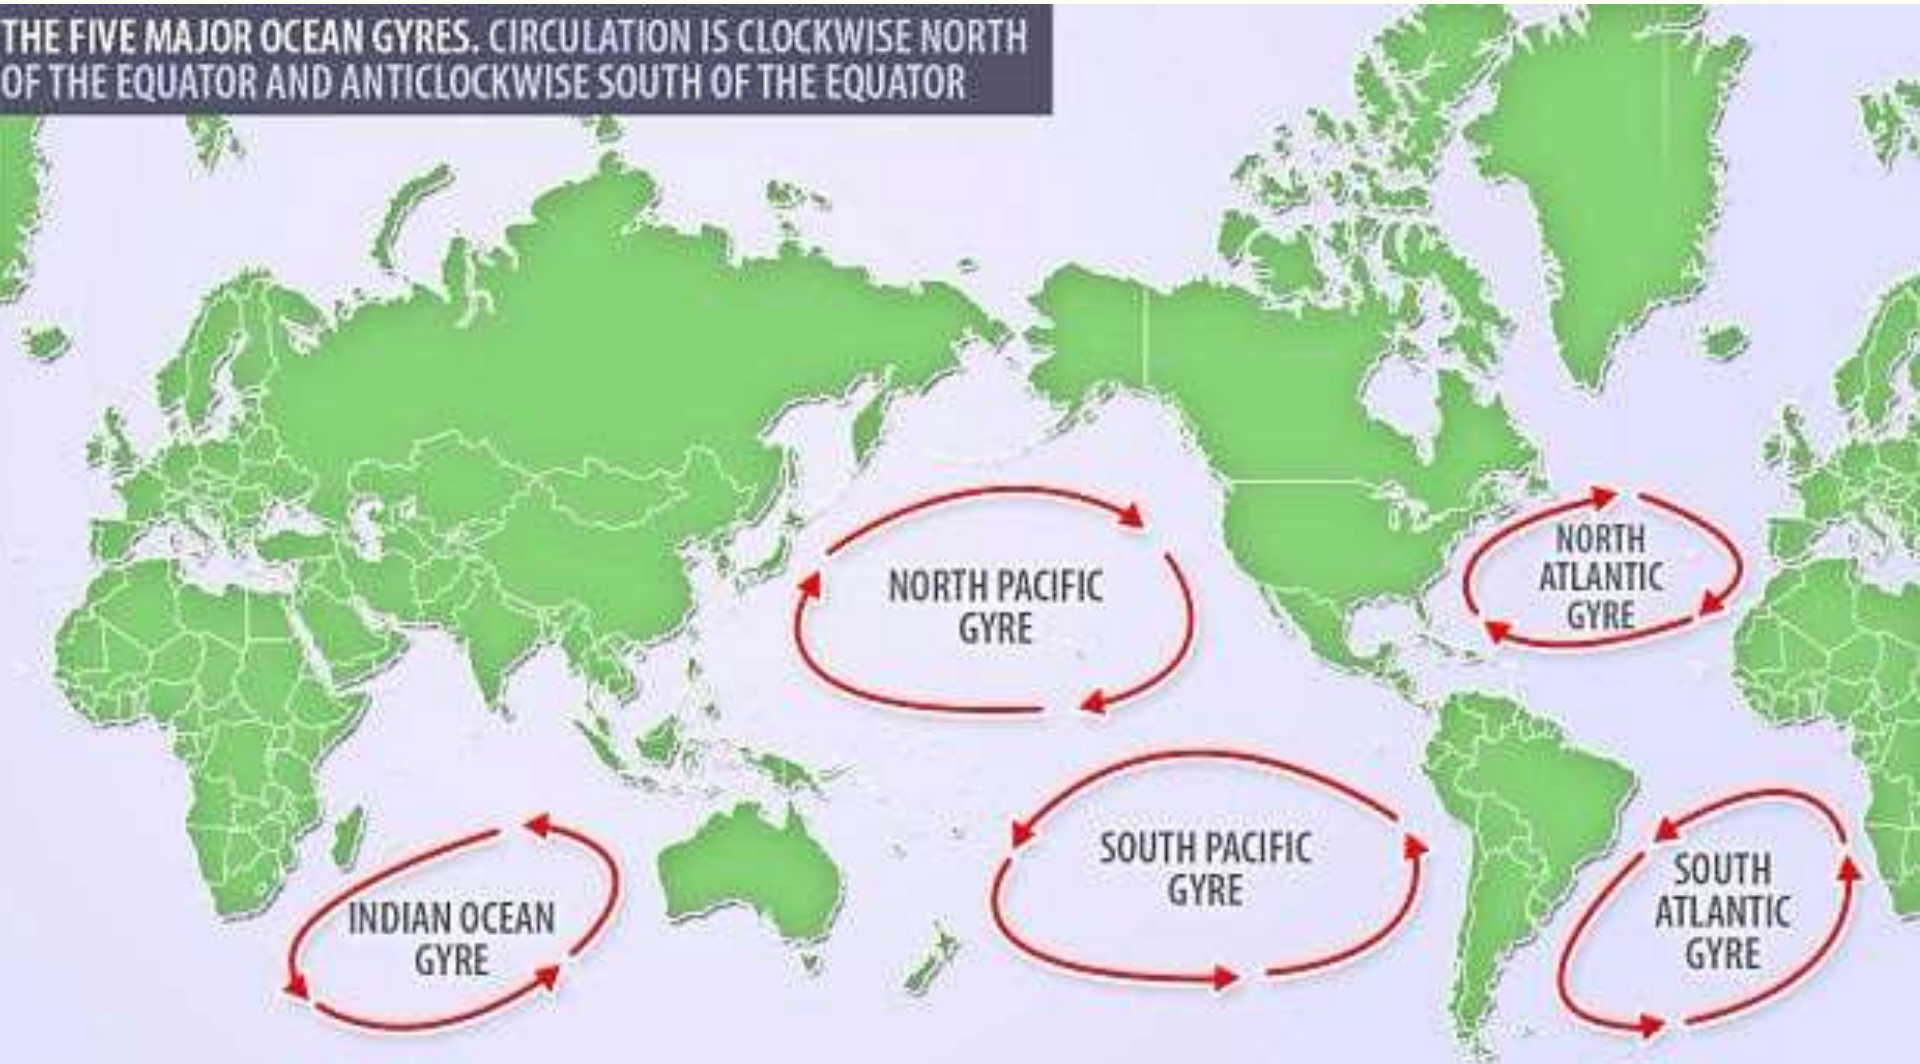 THE FIVE MAJOR OCEAN GYRES. CIRCULATION IS CLOCKWISE NORTH
OF THE EQUATOR AND ANTICLOCKWISE SOUTH OF THE EQUATOR
NORTH
ATLANTIC
GYRE
NORTH PACIFIC
GYRE
SOUTH PACIFIC
GYRE
SOUTH
ATLANTIC
GYRE
INDIAN OCEAN
GYRE